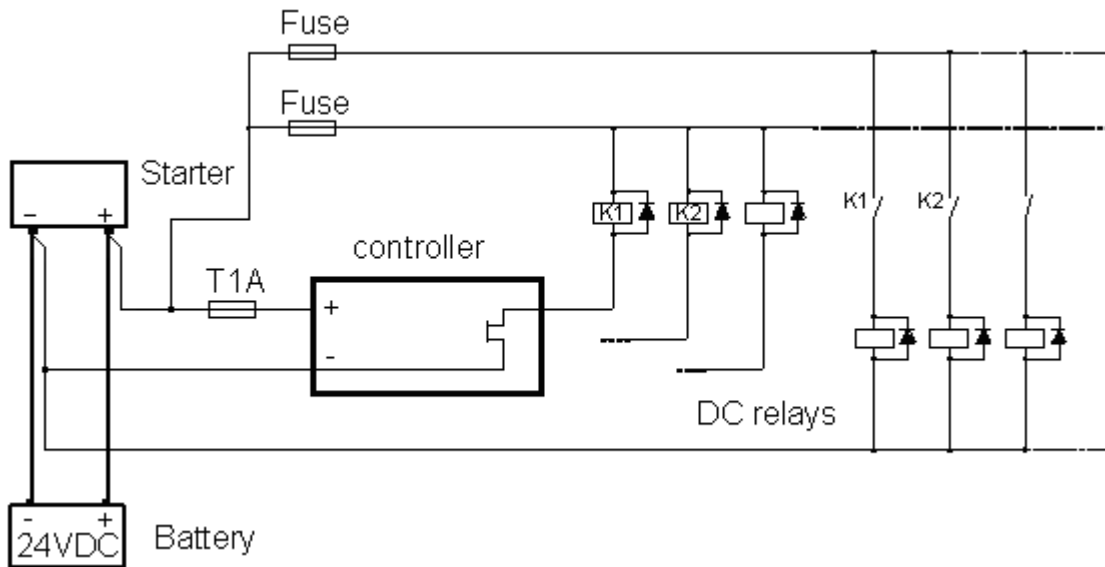 Fuse
Fuse
Starter
- +
K1 K2
K1 K2
controller
T1A
+
-
DC relays
- +
24VDC
Battery